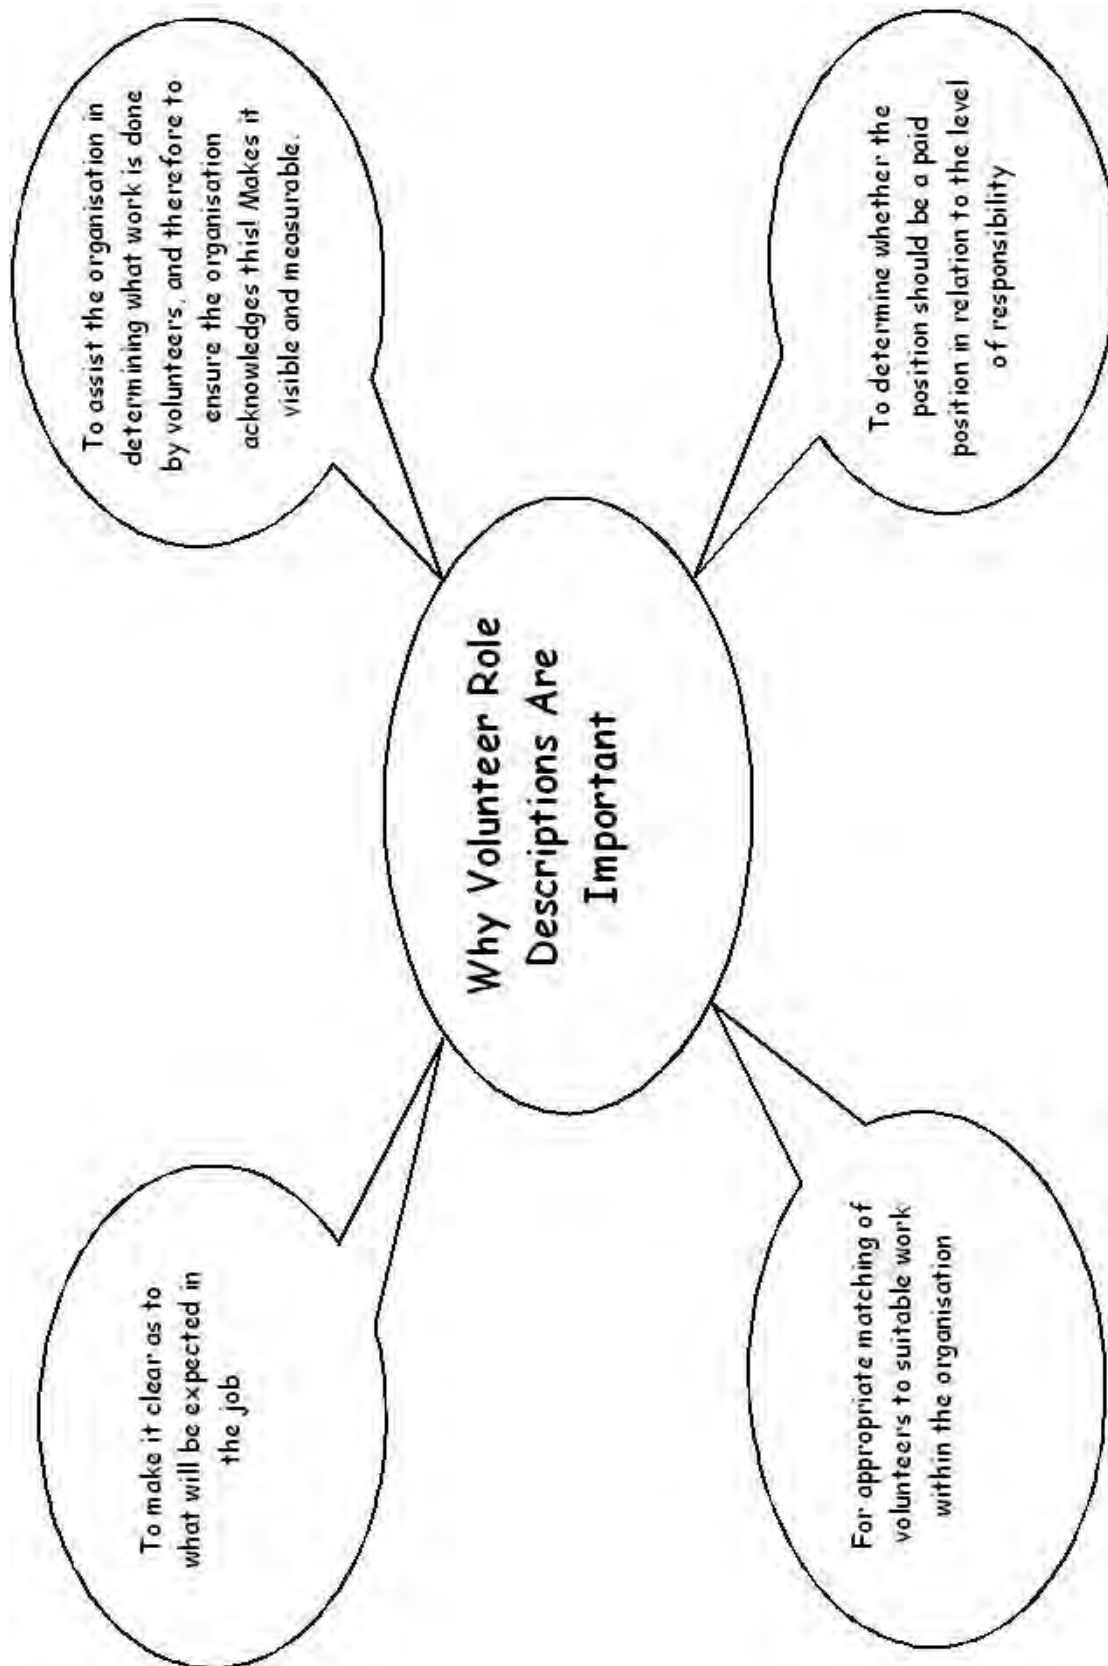 To make it clear as to
what will be expected in
the job
To assist the organisation in
determining what work is done
by volunteers, and therefore to
ensure the organisation
acknowledges this! Makes it
visible and measurable.
Why Volunteer Role
Descriptions Are
Important
For appropriate matching of
volunteers to suitable work
within the organisation
To determine whether the
position should be a paid
position in relation to the level
of responsibility